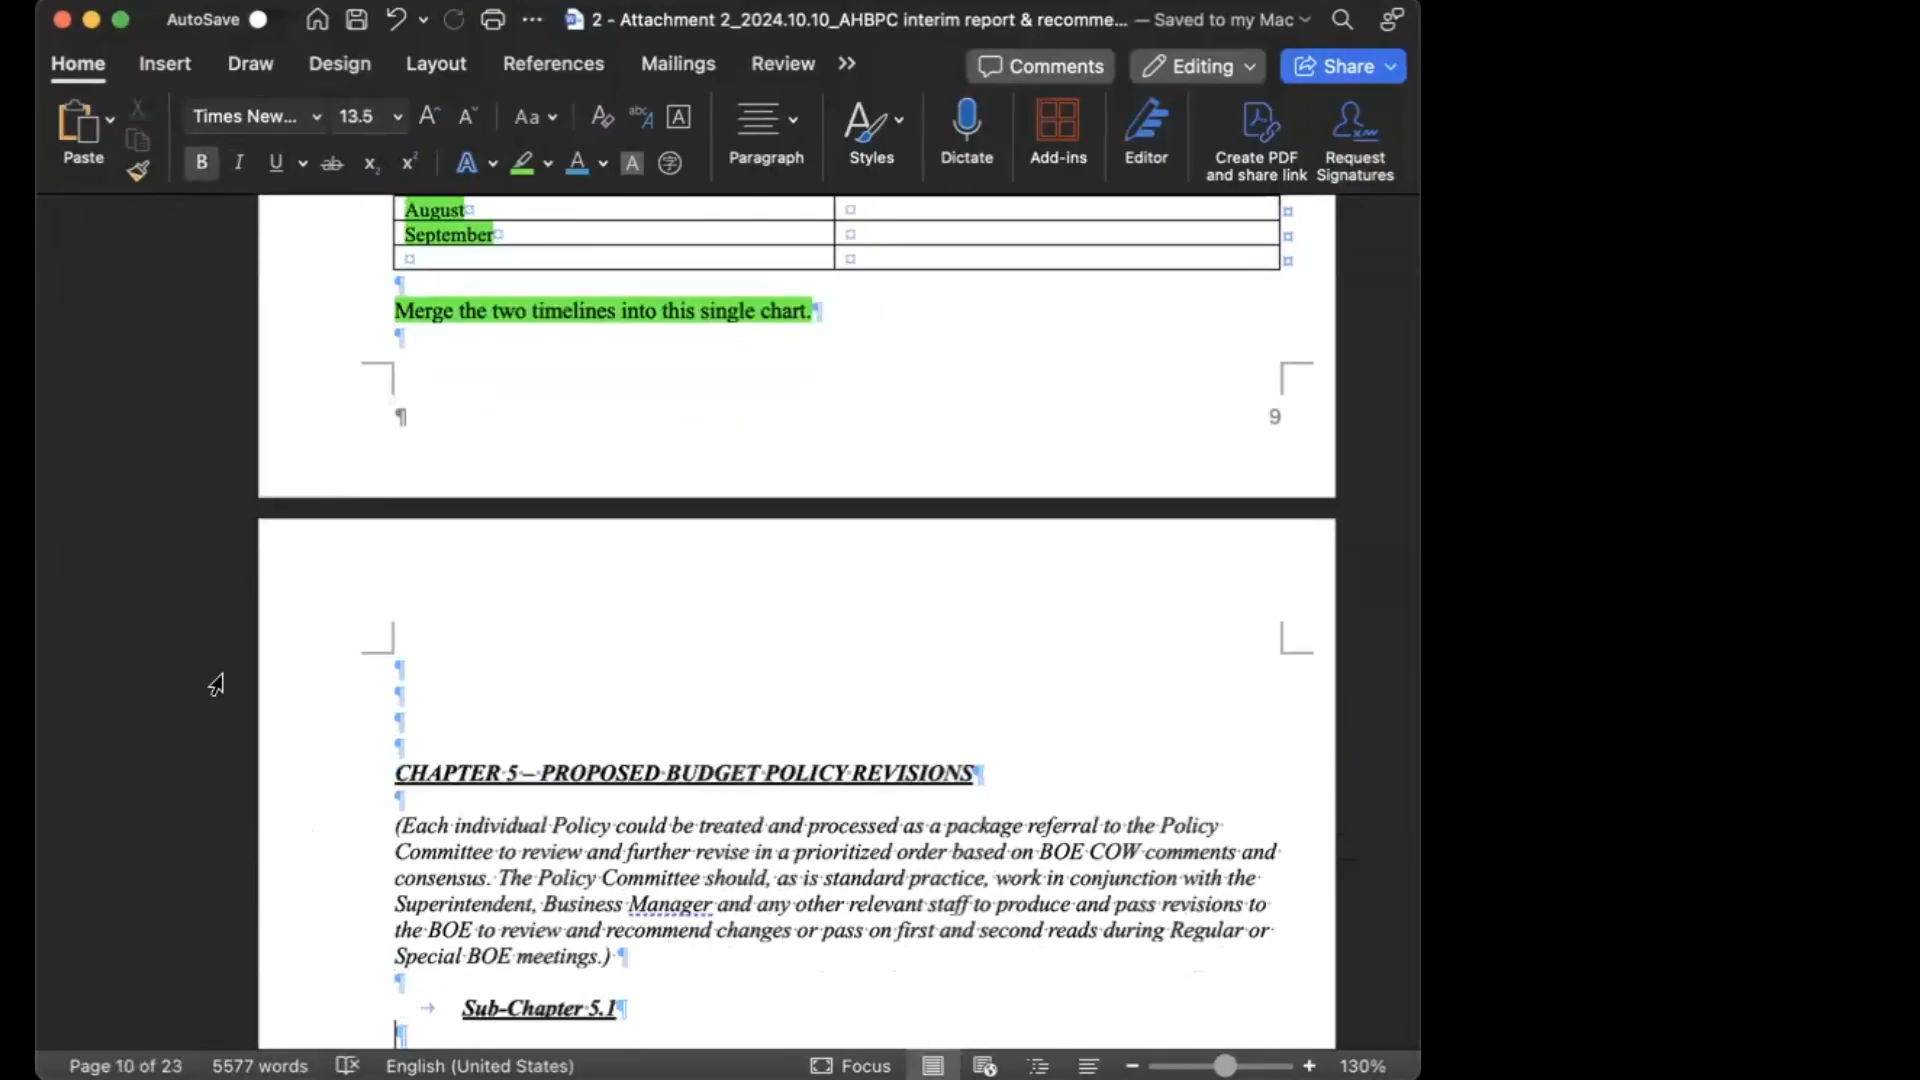 AutoSave
2 - Attachment 2_2024.10.10_AHBPC interim report & recomme... — Saved to my Mac
Home Insert Draw Design Layout References Mailings Review >> Comments Editing Share
Paste Times New... 13.5 Aa Paragraph Styles Dictate Add-ins Editor Create PDF and share link Request Signatures
August
September
Merge the two timelines into this single chart.
9
CHAPTER 5 – PROPOSED BUDGET POLICY REVISIONS
(Each individual Policy could be treated and processed as a package referral to the Policy
Committee to review and further revise in a prioritized order based on BOE COW comments and
consensus. The Policy Committee should, as is standard practice, work in conjunction with the
Superintendent, Business Manager and any other relevant staff to produce and pass revisions to
the BOE to review and recommend changes or pass on first and second reads during Regular or
Special BOE meetings.)
Sub-Chapter 5.1
Page 10 of 23 5577 words English (United States) Focus 130%